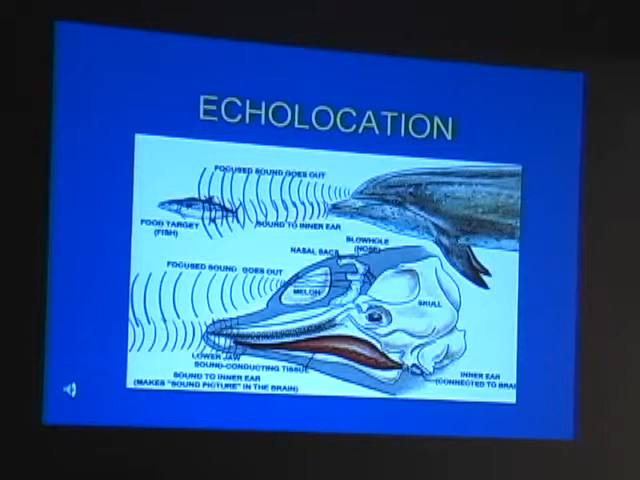 ECHOLOCATION
FOCUSED SOUND GOES OUT
FOOD TARGET
(FISH)
SOUND TO INNER EAR
BLOWHOLE
(NOSE)
NASAL SACS
FOCUSED SOUND GOES OUT
MELON
SKULL
LOWER JAW
SOUND-CONDUCTING TISSUE
SOUND TO INNER EAR
(MAKES "SOUND PICTURE" IN THE BRAIN)
INNER EAR
(CONNECTED TO BRAI